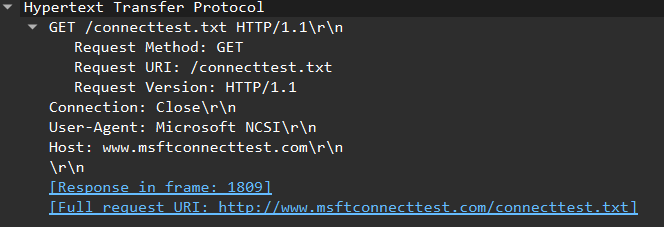 Hypertext Transfer Protocol
GET /connecttest.txt HTTP/1.1\r\n
Request Method: GET
Request URI: /connecttest.txt
Request Version: HTTP/1.1
Connection: Close\r\n
User-Agent: Microsoft NCSI\r\n
Host: www.msftconnecttest.com\r\n
\r\n
[Response in frame: 1809]
[Full request URI: http://www.msftconnecttest.com/connecttest.txt]